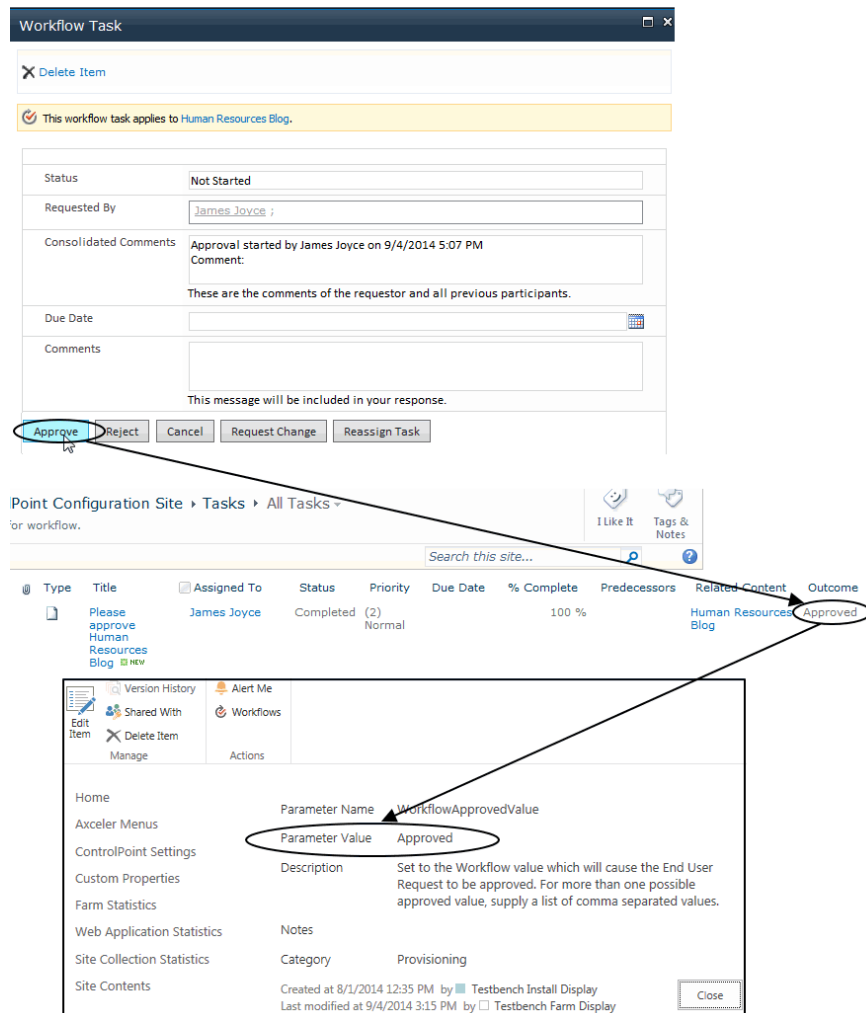 Workflow Task
Delete Item
This workflow task applies to Human Resources Blog.
Status Not Started
Requested By James Joyce ;
Consolidated Comments Approval started by James Joyce on 9/4/2014 5:07 PM
Comment:
These are the comments of the requestor and all previous participants.
Due Date
Comments
This message will be included in your response.
Approve Reject Cancel Request Change Reassign Task
Point Configuration Site Tasks All Tasks
for workflow.
I Like It Tags &
Notes
Search this site...
Type Title Assigned To Status Priority Due Date % Complete Predecessors Related Content Outcome
Please James Joyce Completed (2) 100 % Human Resources Approved
approve Normal Blog
Human
Resources
Blog NEW
Version History Alert Me
Edit Shared With Workflows
Item Delete Item
Manage Actions
Home
Axceler Menus
ControlPoint Settings
Custom Properties
Farm Statistics
Web Application Statistics
Site Collection Statistics
Site Contents
Parameter Name WorkflowApprovedValue
Parameter Value Approved
Description Set to the Workflow value which will cause the End User
Request to be approved. For more than one possible
approved value, supply a list of comma separated values.
Notes
Category Provisioning
Created at 8/1/2014 12:35 PM by Testbench Install Display
Last modified at 9/4/2014 3:15 PM by Testbench Farm Display
Close